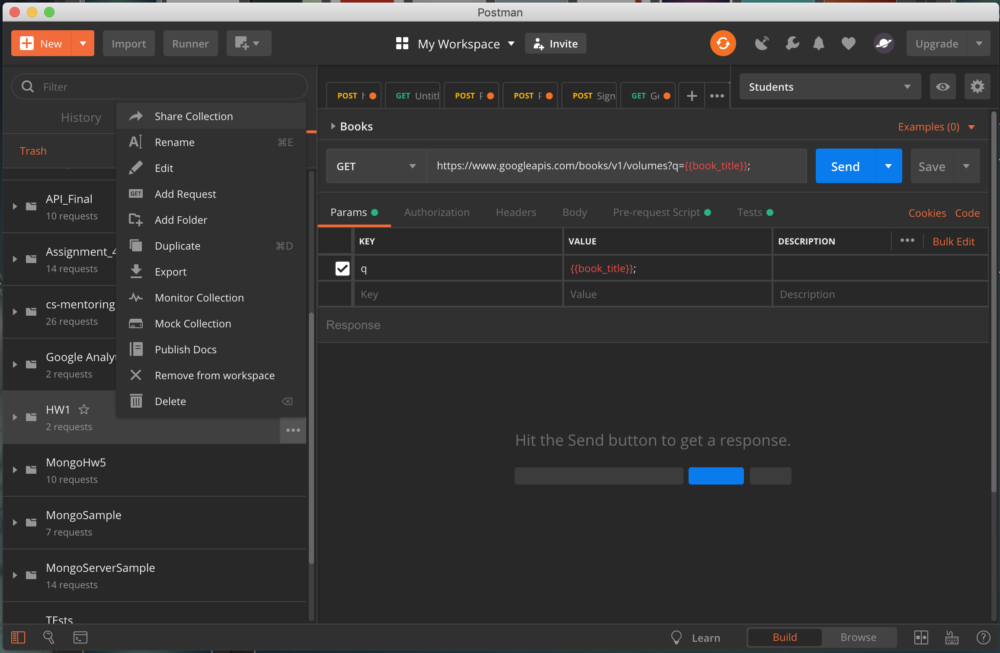 Postman
New
Import
Runner
My Workspace
Invite
Upgrade
Filter
History
Trash
API_Final
10 requests
Assignment_4
14 requests
cs-mentoring
26 requests
Google Analyt
2 requests
HW1
2 requests
MongoHw5
10 requests
MongoSample
7 requests
MongoServerSample
14 requests
TEsts
Share Collection
Rename ⌘E
Edit
GET Add Request
Add Folder
Duplicate ⌘D
Export
Monitor Collection
Mock Collection
Publish Docs
Remove from workspace
Delete ⌫
POST
GET Untitl
POST
POST
POST Sign
GET Ge
Students
Books
Examples (0)
GET
https://www.googleapis.com/books/v1/volumes?q={{book_title}};
Send
Save
Params Authorization Headers Body Pre-request Script Tests
Cookies Code
KEY VALUE DESCRIPTION Bulk Edit
q {{book_title}};
Key Value Description
Response
Hit the Send button to get a response.
Learn
Build
Browse